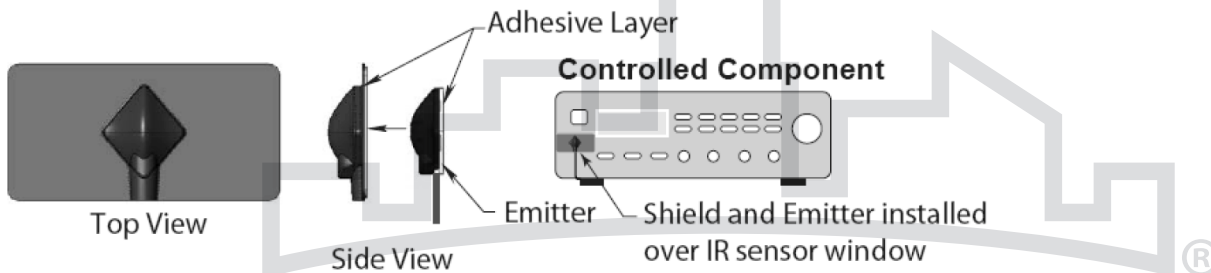 Adhesive Layer
Controlled Component
Top View
Side View
Emitter
Shield and Emitter installed
over IR sensor window
®